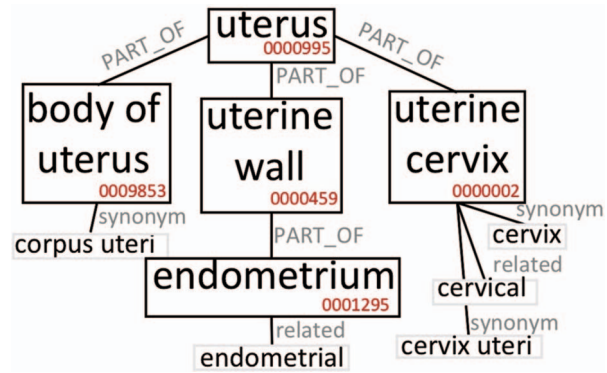 uterus
0000995
PART_OF
PART_OF
PART_OF
body of
uterus
0009853
uterine
wall
0000459
uterine
cervix
0000002
synonym
corpus uteri
PART_OF
synonym
cervix
related
cervical
endometrium
0001295
synonym
cervix uteri
related
endometrial